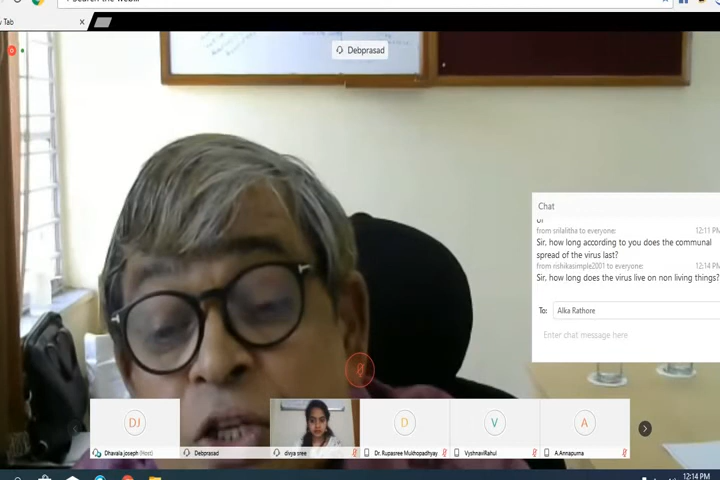 Search the web...
Tab
Debprasad
Chat
from srilalitha to everyone:
12:11 PM
Sir, how long according to you does the communal
spread of the virus last?
from rishikasimple2001 to everyone:
12:14 PM
Sir, how long does the virus live on non living things?
To:
Alka Rathore
Enter chat message here
DJ
D
V
A
Dhavala joseph (Host)
Debprasad
divya sree
Dr. Rupasree Mukhopadhyay
VyshnaviRahul
A.Annapurna
12:14 PM